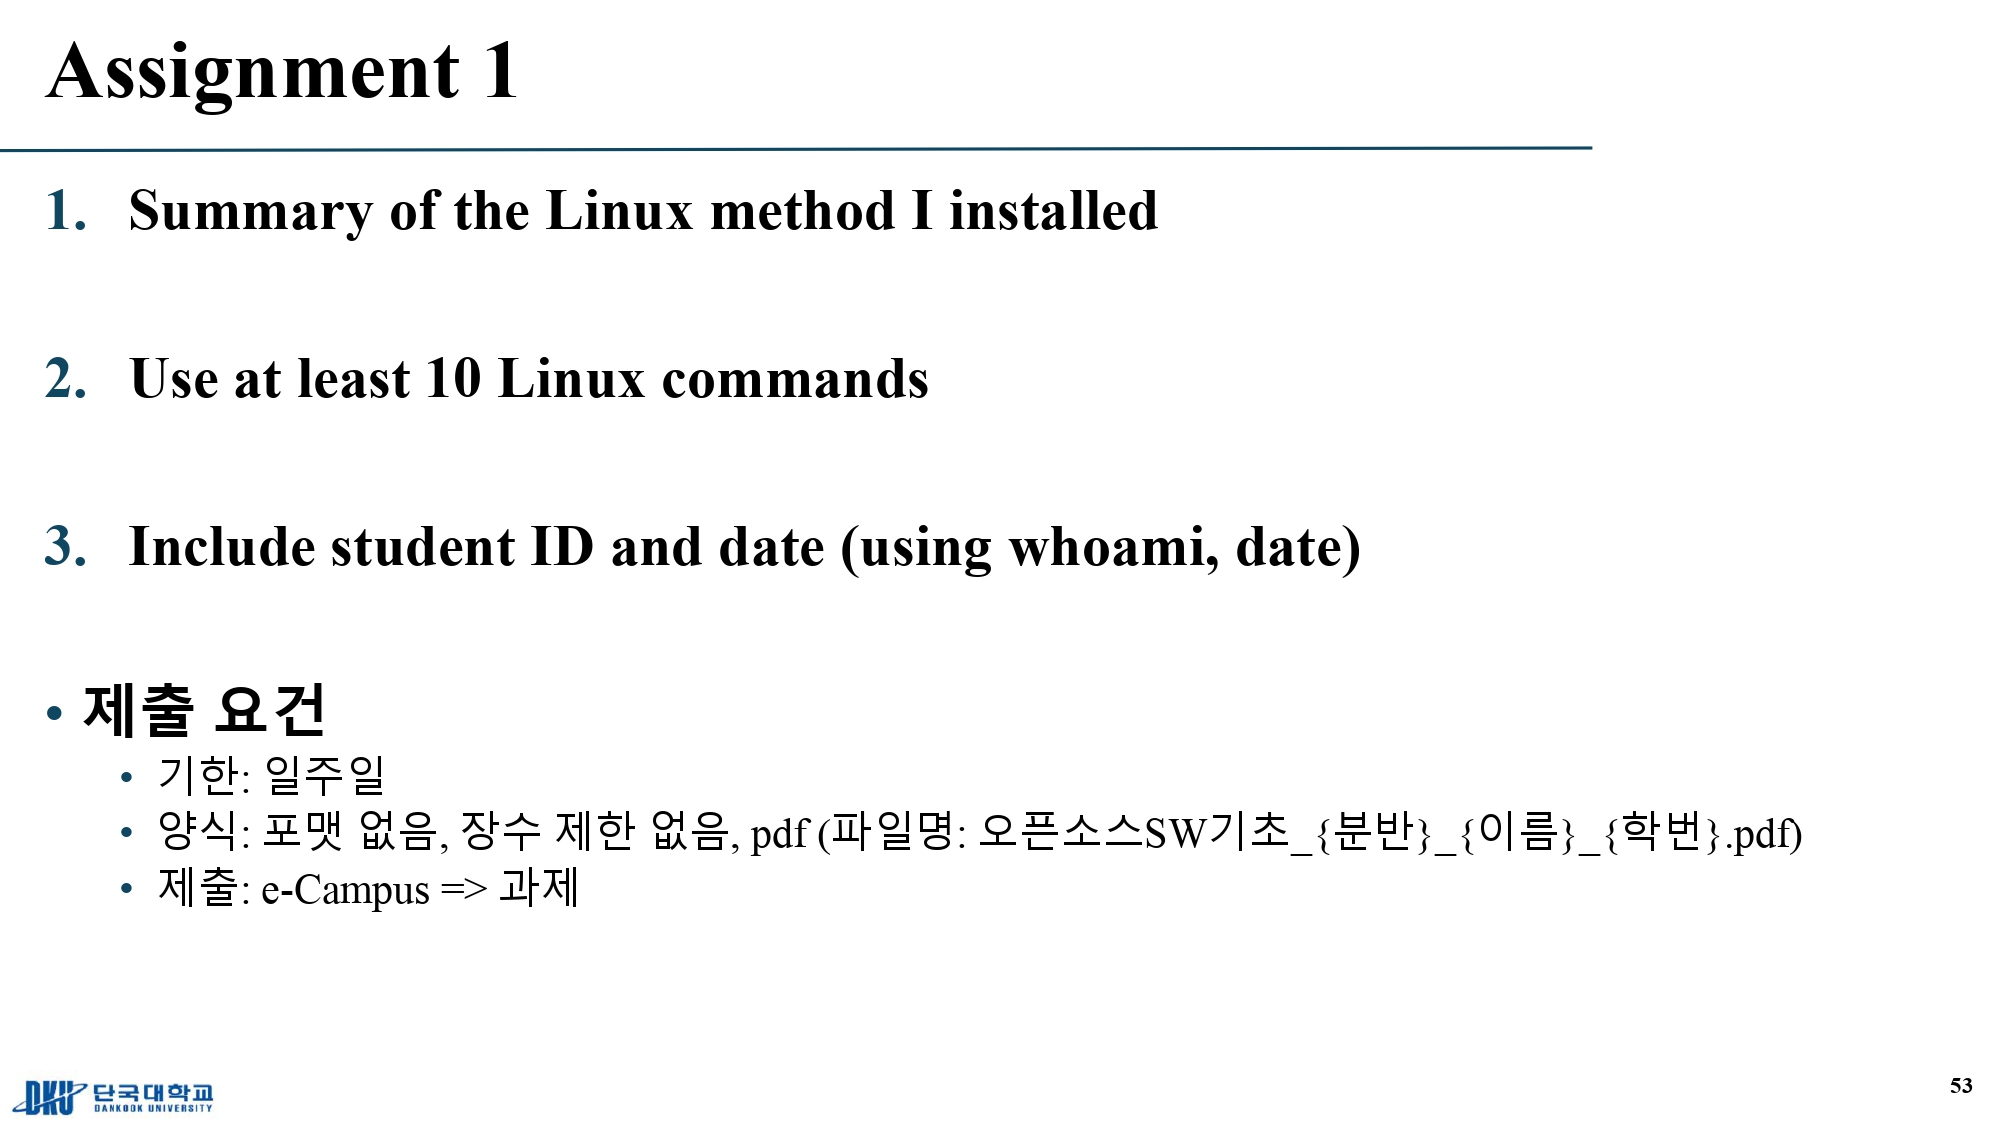 Assignment 1
1. Summary of the Linux method I installed
2. Use at least 10 Linux commands
3. Include student ID and date (using whoami, date)
• 제출 요건
• 기한: 일주일
• 양식: 포맷 없음, 장수 제한 없음, pdf (파일명: 오픈소스SW기초_{분반}_{이름}_{학번}.pdf)
• 제출: e-Campus => 과제
DKU 단국대학교
DANKOOK UNIVERSITY
53